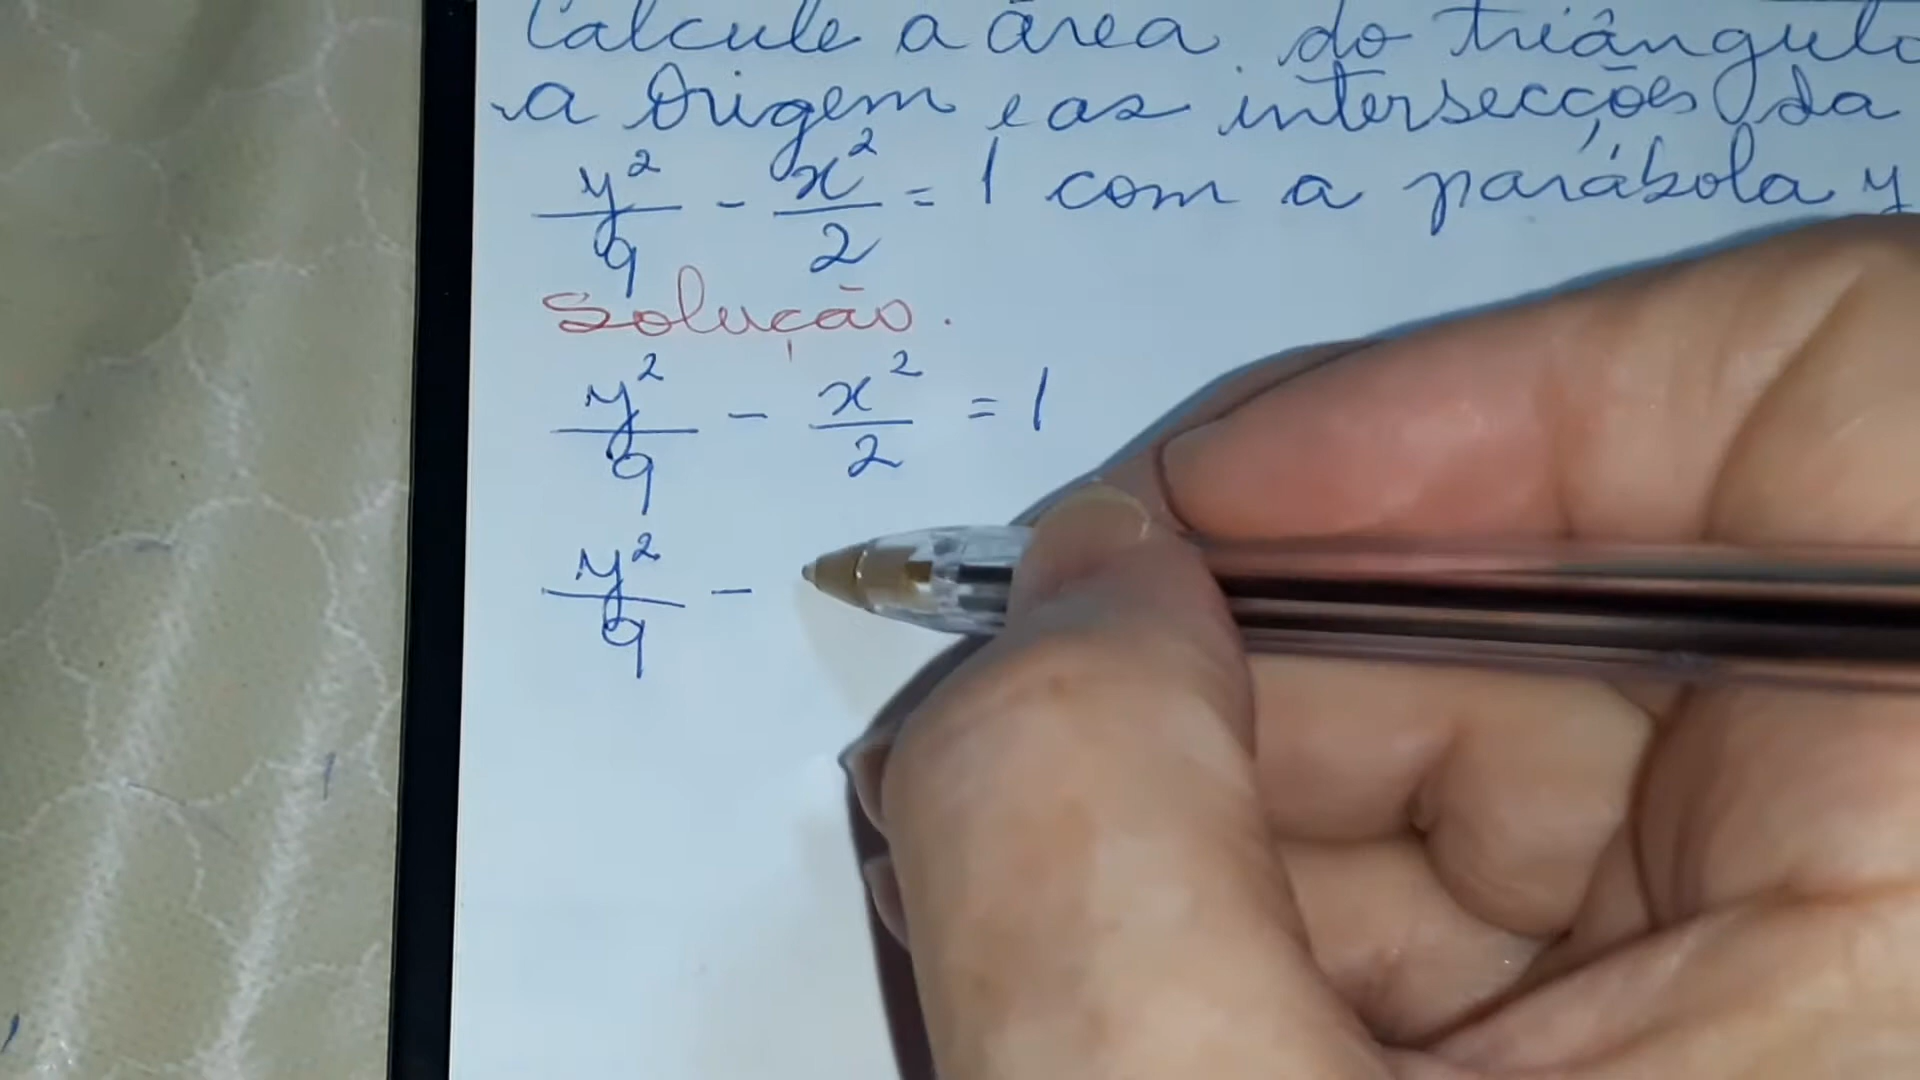 Calcule a área do triângulo
a origem e as intersecções da
y²/9 - x²/2 = 1 com a parábola y
Solução.
y²/9 - x²/2 = 1
y²/9 -